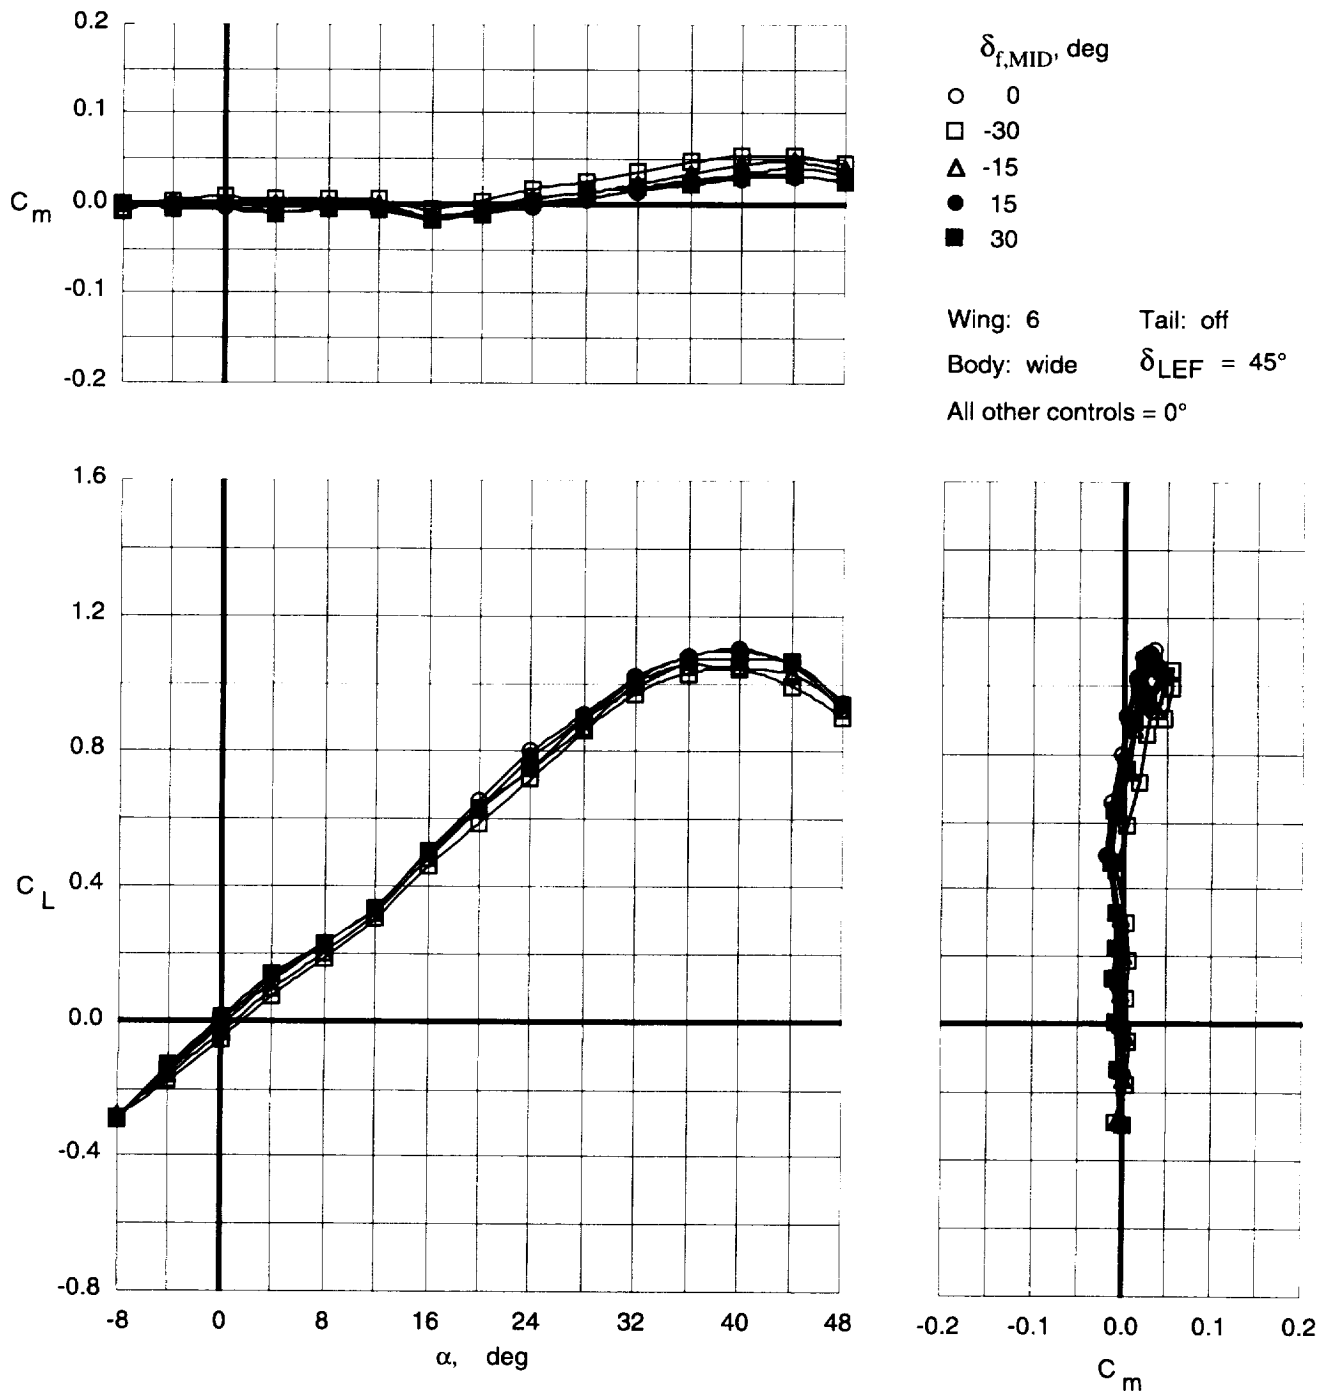 0.2
0.1
C m 0.0
-0.1
-0.2
δf,MID, deg
0
-30
-15
15
30
Wing: 6 Tail: off
Body: wide δLEF = 45°
All other controls = 0°
1.6
1.2
0.8
C L 0.4
0.0
-0.4
-0.8
-8 0 8 16 24 32 40 48
α, deg
-0.2 -0.1 0.0 0.1 0.2
C m